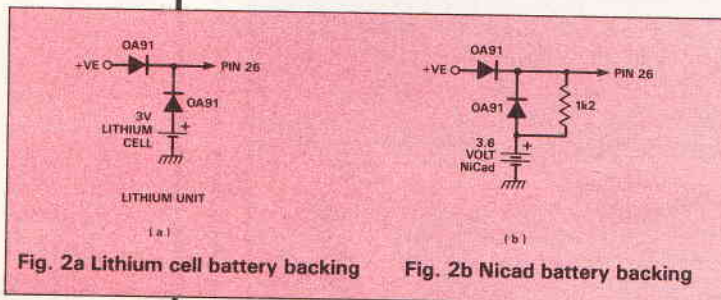 OA91
+VE
PIN 26
OA91
3V
LITHIUM
CELL
+
LITHIUM UNIT
(a)
Fig. 2a Lithium cell battery backing
OA91
+VE
PIN 26
OA91
1k2
3.6
VOLT
NiCad
+
(b)
Fig. 2b Nicad battery backing